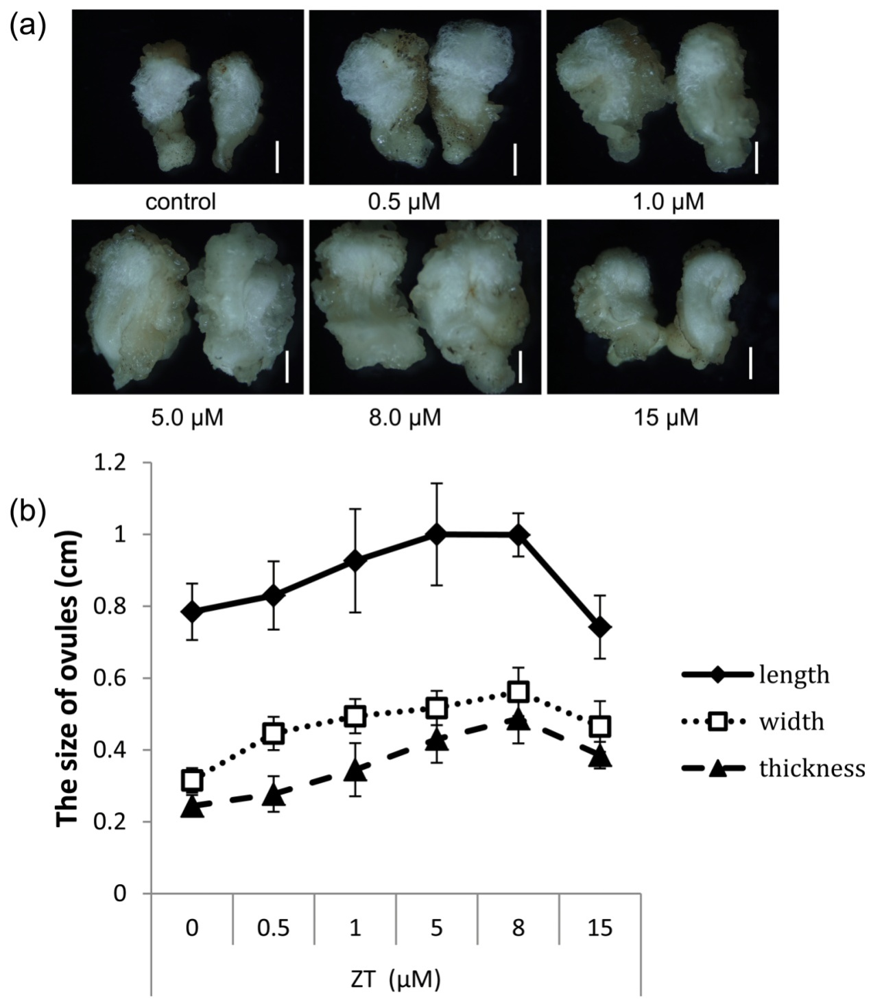 (a)
control
0.5 μM
1.0 μM
5.0 μM
8.0 μM
15 μM
(b)
The size of ovules (cm)
1.2
1
0.8
0.6
0.4
0.2
0
0
0.5
1
5
8
15
ZT (μM)
length
width
thickness